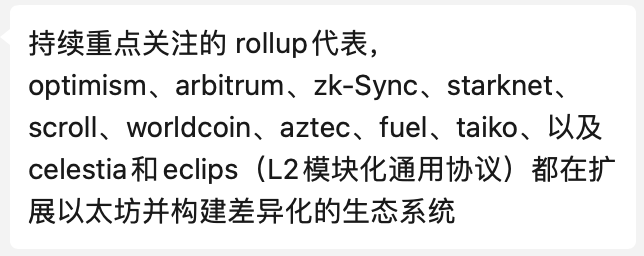 持续重点关注的 rollup代表，
optimism、arbitrum、zk-Sync、starknet、
scroll、worldcoin、aztec、fuel、taiko、以及
celestia和eclips（L2模块化通用协议）都在扩
展以太坊并构建差异化的生态系统